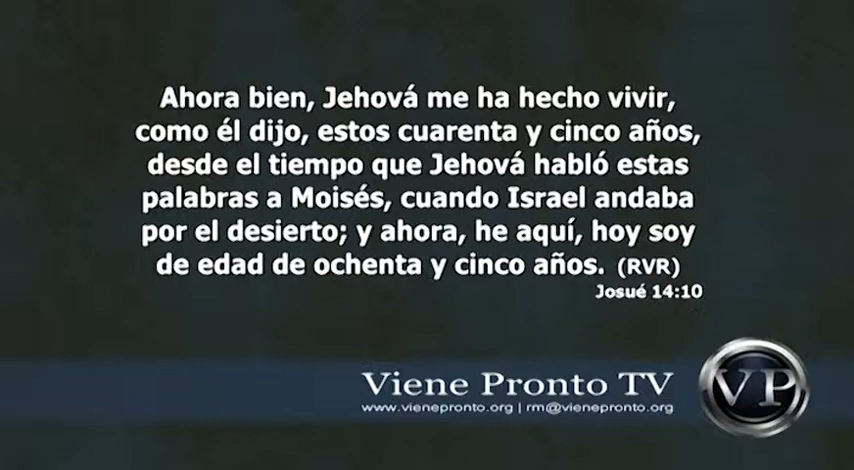 Ahora bien, Jehová me ha hecho vivir,
como él dijo, estos cuarenta y cinco años,
desde el tiempo que Jehová habló estas
palabras a Moisés, cuando Israel andaba
por el desierto; y ahora, he aquí, hoy soy
de edad de ochenta y cinco años. (RVR)
Josué 14:10
Viene Pronto TV
www.vienepronto.org | rm@vienepronto.org
VP